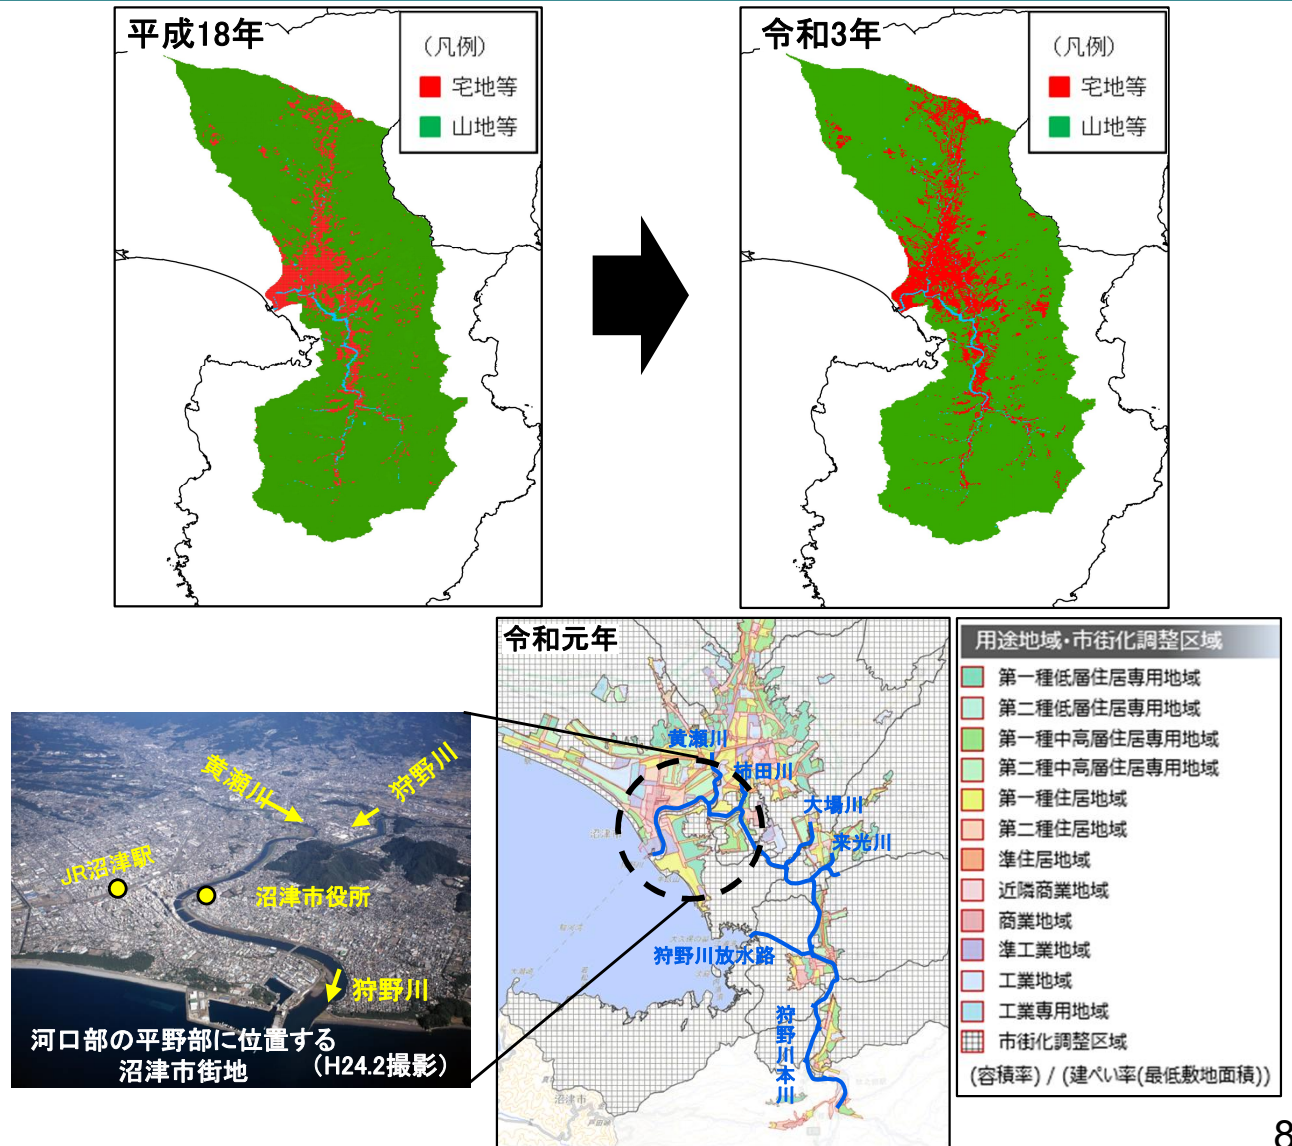 平成18年
(凡例)
宅地等
山地等
令和3年
(凡例)
宅地等
山地等
令和元年
黄瀬川
柿田川
大場川
来光川
狩野川放水路
狩野川本川
沼津市
用途地域・市街化調整区域
第一種低層住居専用地域
第二種低層住居専用地域
第一種中高層住居専用地域
第二種中高層住居専用地域
第一種住居地域
第二種住居地域
準住居地域
近隣商業地域
商業地域
準工業地域
工業地域
工業専用地域
市街化調整区域
(容積率) / (建ぺい率(最低敷地面積))
黄瀬川
狩野川
JR沼津駅
沼津市役所
狩野川
河口部の平野部に位置する
沼津市街地
(H24.2撮影)
8